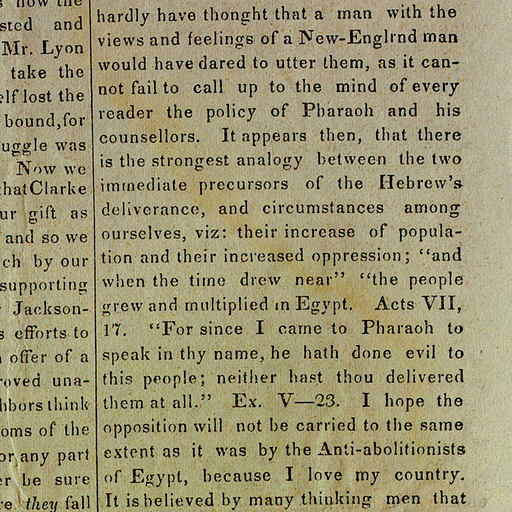 now the
sted and
Mr. Lyon
take the
elf lost the
bound, for
uggle was
Now we
hat Clarke
ur gift as
and so we
ch by our
supporting
Jackson-
s efforts to
offer of a
roved una-
hbors think
oms of the
or any part
er be sure
re they fall
hardly have thonght that a man with the
views and feelings of a New-Englrnd man
would have dared to utter them, as it can-
not fail to call up to the mind of every
reader the policy of Pharaoh and his
counsellors. It appears then, that there
is the strongest analogy between the two
immediate precursors of the Hebrew's
deliverance, and circumstances among
ourselves, viz: their increase of popula-
tion and their increased oppression; "and
when the time drew near" "the people
grew and multiplied in Egypt. Acts VII,
17. "For since I came to Pharaoh to
speak in thy name, he hath done evil to
this people; neither hast thou delivered
them at all." Ex. V—23. I hope the
opposition will not be carried to the same
extent as it was by the Anti-abolitionists
of Egypt, because I love my country.
It is believed by many thinking men that